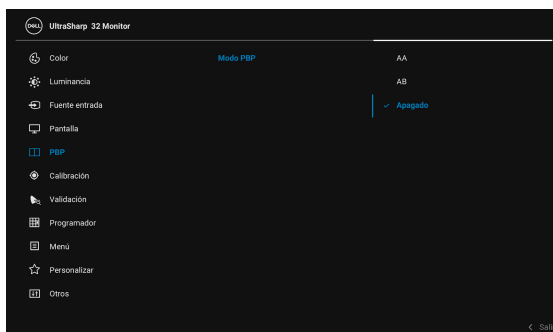 DELL UltraSharp 32 Monitor
Color Modo PBP AA
Luminancia AB
Fuente entrada Apagado
Pantalla
PBP
Calibración
Validación
Programador
Menú
Personalizar
Otros
Sali